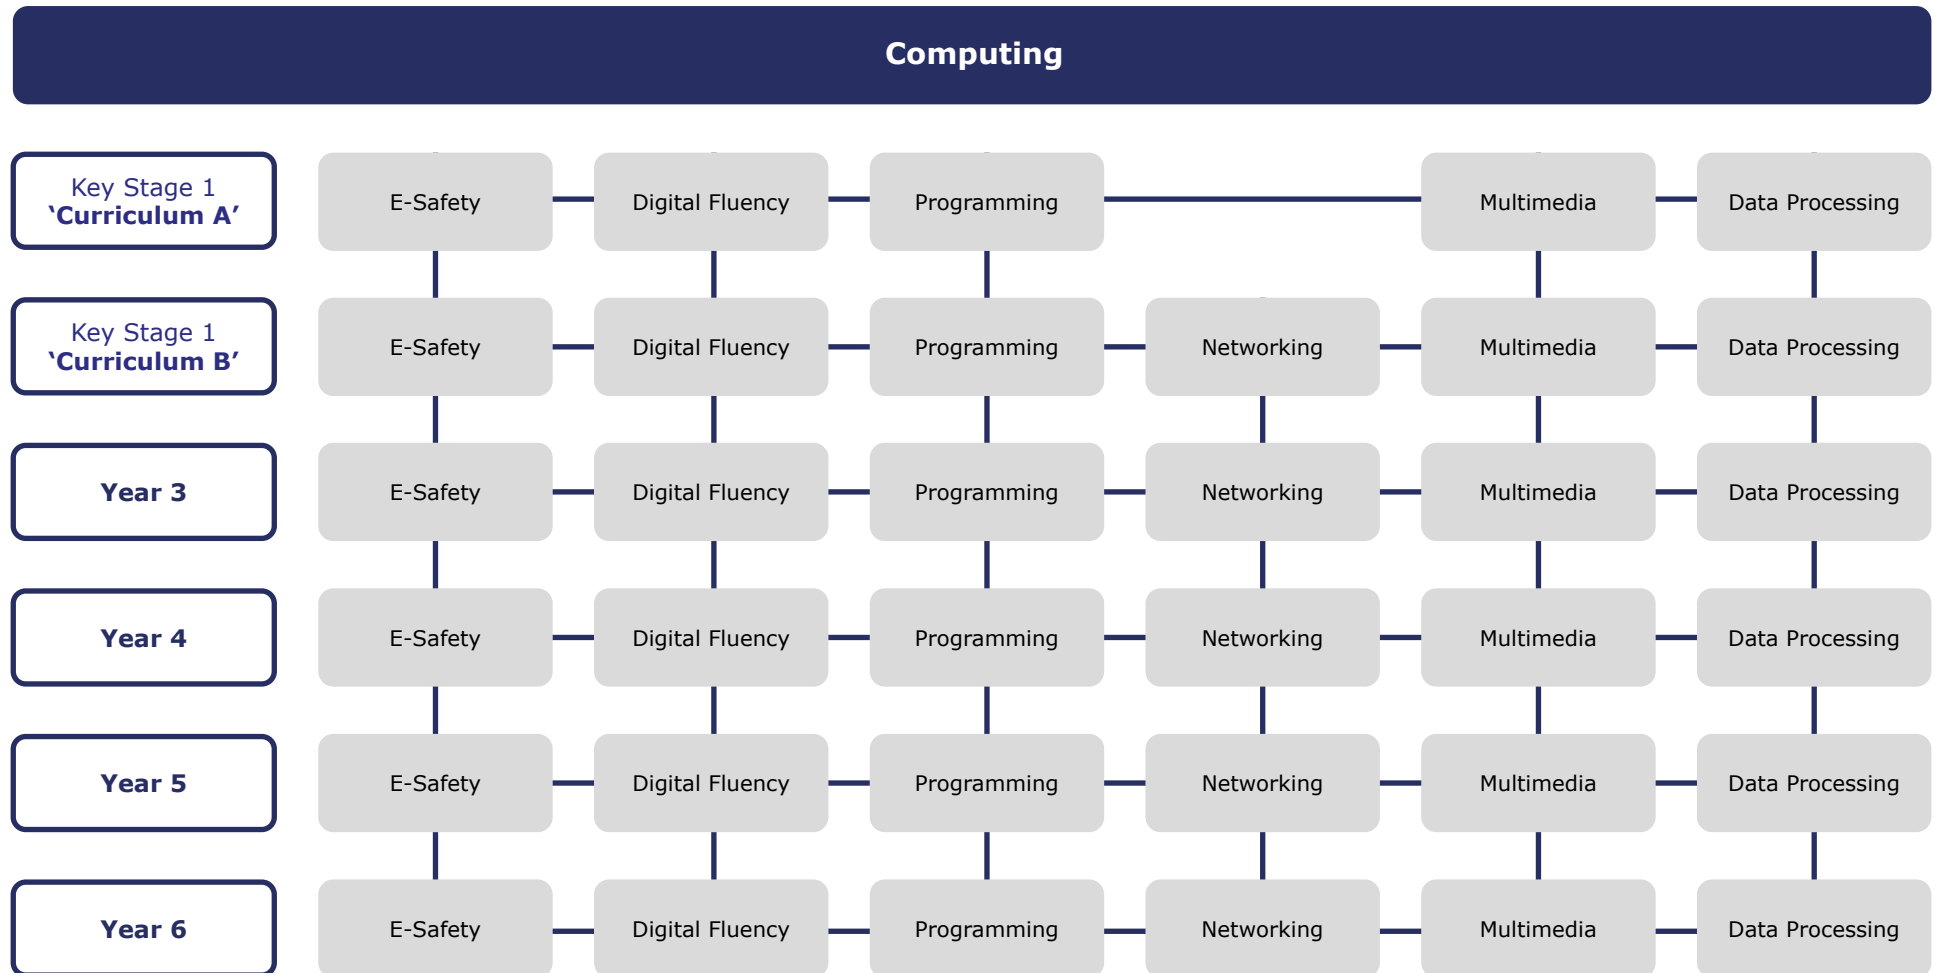 Computing
Key Stage 1
‘Curriculum A’
E-Safety
Digital Fluency
Programming
Multimedia
Data Processing
Key Stage 1
‘Curriculum B’
E-Safety
Digital Fluency
Programming
Networking
Multimedia
Data Processing
Year 3
E-Safety
Digital Fluency
Programming
Networking
Multimedia
Data Processing
Year 4
E-Safety
Digital Fluency
Programming
Networking
Multimedia
Data Processing
Year 5
E-Safety
Digital Fluency
Programming
Networking
Multimedia
Data Processing
Year 6
E-Safety
Digital Fluency
Programming
Networking
Multimedia
Data Processing